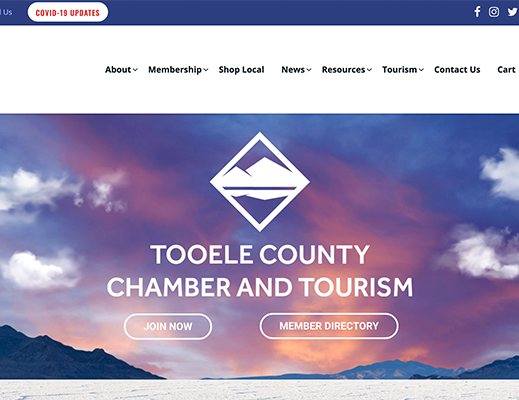 l Us
COVID-19 UPDATES
About Membership Shop Local News Resources Tourism Contact Us Cart
TOOELE COUNTY
CHAMBER AND TOURISM
JOIN NOW MEMBER DIRECTORY